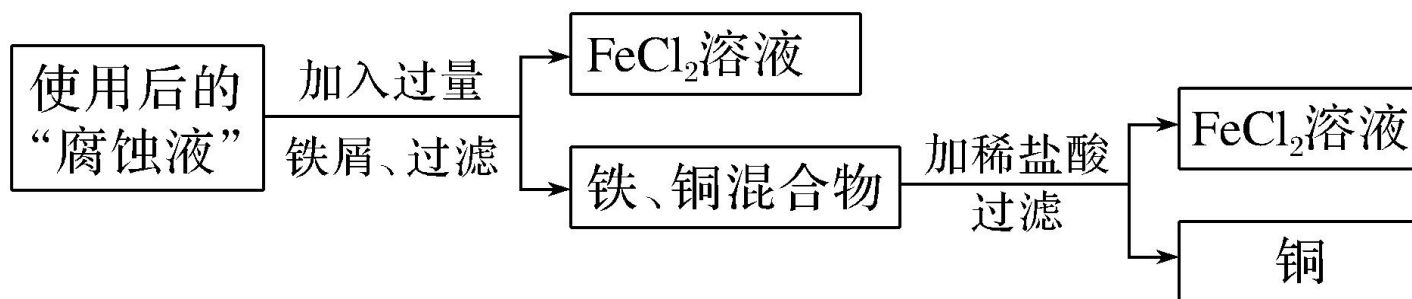 使用后的
“腐蚀液”
加入过量
铁屑、过滤
FeCl₂溶液
铁、铜混合物
加稀盐酸
过滤
FeCl₂溶液
铜